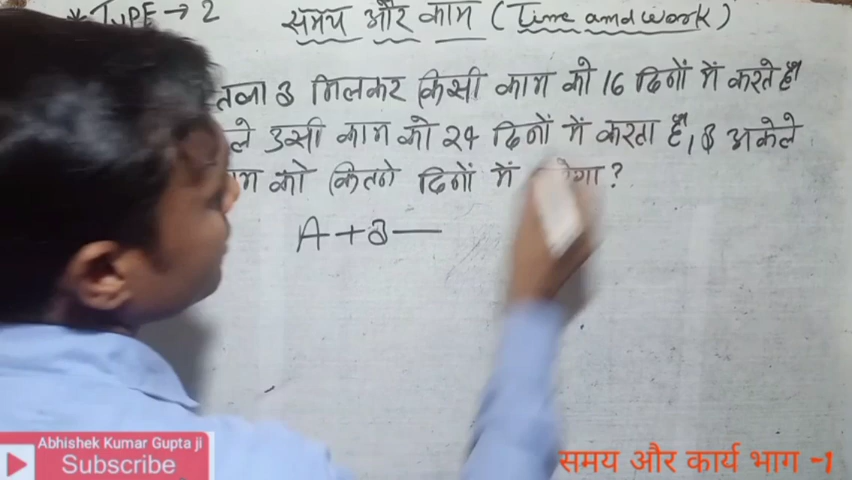 * TYPE → 2
समय और काम (Time and work)
तथा B मिलकर किसी काम को 16 दिनों में करते हैं
उसी काम को 24 दिनों में करता है, B अकेले
को कितने दिनों में ?
A + B —
Abhishek Kumar Gupta ji
Subscribe
समय और कार्य भाग -1